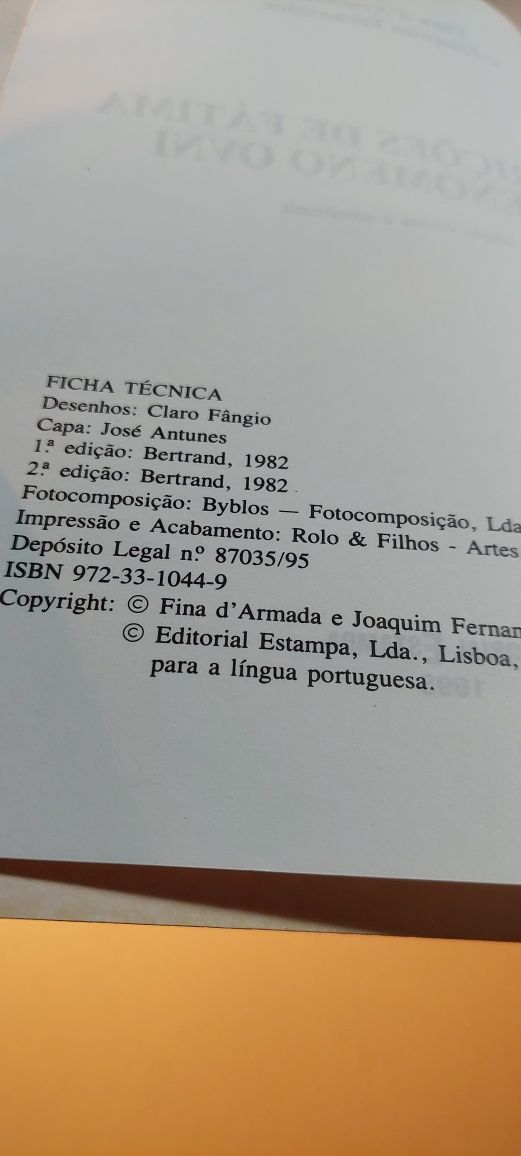 FICHA TÉCNICA
Desenhos: Claro Fângio
Capa: José Antunes
1.ª edição: Bertrand, 1982
2.ª edição: Bertrand, 1982
Fotocomposição: Byblos — Fotocomposição, Lda
Impressão e Acabamento: Rolo & Filhos - Artes
Depósito Legal n.º 87035/95
ISBN 972-33-1044-9
Copyright: © Fina d'Armada e Joaquim Fernan
© Editorial Estampa, Lda., Lisboa,
para a língua portuguesa.